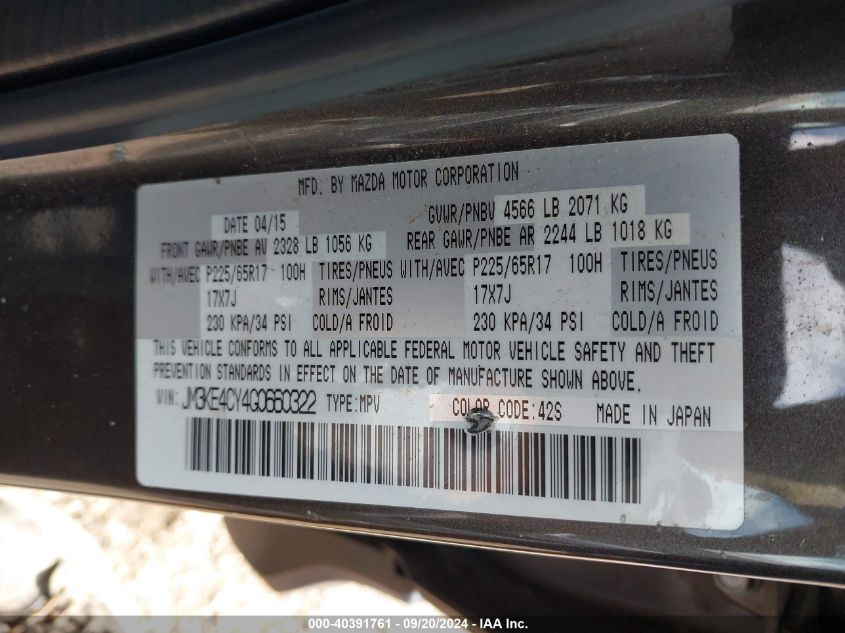 MFD. BY MAZDA MOTOR CORPORATION
DATE 04/15 GVWR/PNBV 4566 LB 2071 KG
FRONT GAWR/PNBE AV 2328 LB 1056 KG REAR GAWR/PNBE AR 2244 LB 1018 KG
WITH/AVEC P225/65R17 100H TIRES/PNEUS WITH/AVEC P225/65R17 100H TIRES/PNEUS
17X7J RIMS/JANTES 17X7J RIMS/JANTES
230 KPA/34 PSI COLD/A FROID 230 KPA/34 PSI COLD/A FROID
THIS VEHICLE CONFORMS TO ALL APPLICABLE FEDERAL MOTOR VEHICLE SAFETY AND THEFT
PREVENTION STANDARDS IN EFFECT ON THE DATE OF MANUFACTURE SHOWN ABOVE.
VIN: JM3KE4CY4G0660322 TYPE:MPV COLOR CODE:42S MADE IN JAPAN
000-40391761 - 09/20/2024 - IAA, Inc.